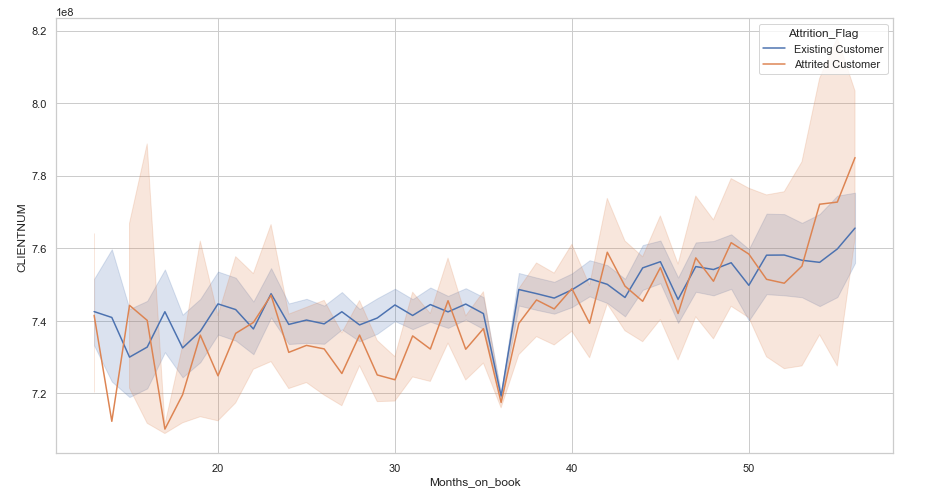 1e8
8.2
8.0
7.8
7.6
7.4
7.2
CLIENTNUM
Attrition_Flag
Existing Customer
Attrited Customer
20
30
40
50
Months_on_book